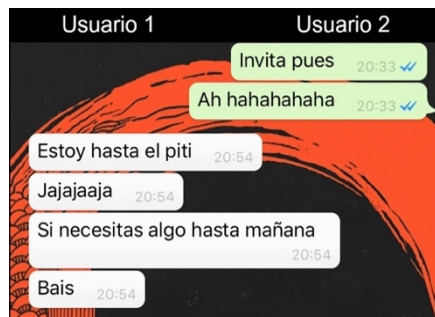 Usuario 1 Usuario 2
Invita pues 20:33
Ah hahahahaha 20:33
Estoy hasta el piti 20:54
Jajajaaja 20:54
Si necesitas algo hasta mañana
20:54
Bais 20:54